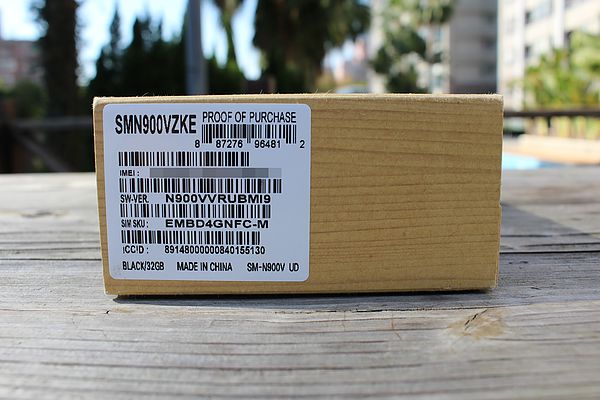 SMN900VZKE PROOF OF PURCHASE
8 87276 96481 2
IMEI :
SW-VER. N900VVRUBMI9
SIM SKU : EMBD4GNFC-M
ICCID : 89148000000840155130
BLACK/32GB MADE IN CHINA SM-N900V UD